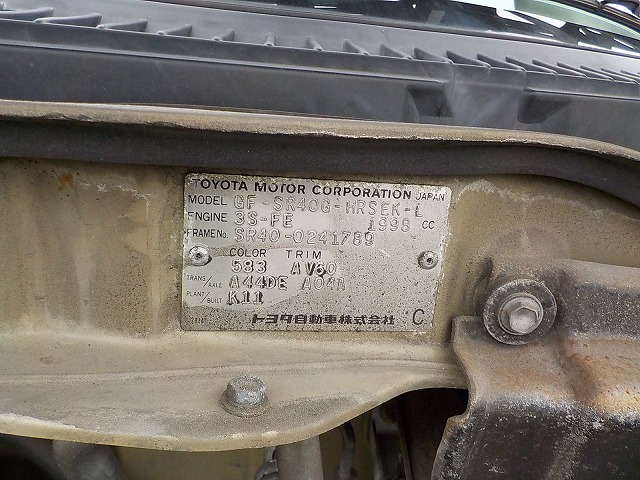 TOYOTA MOTOR CORPORATION JAPAN
MODEL GF-SR40G-HRSEK-L
ENGINE 3S-FE 1998 CC
FRAME No. SR40-0241789
COLOR TRIM
583 AV60
TRANS/AXLE A44DE A04A
PLANT/BUILT K11
トヨタ自動車株式会社 C